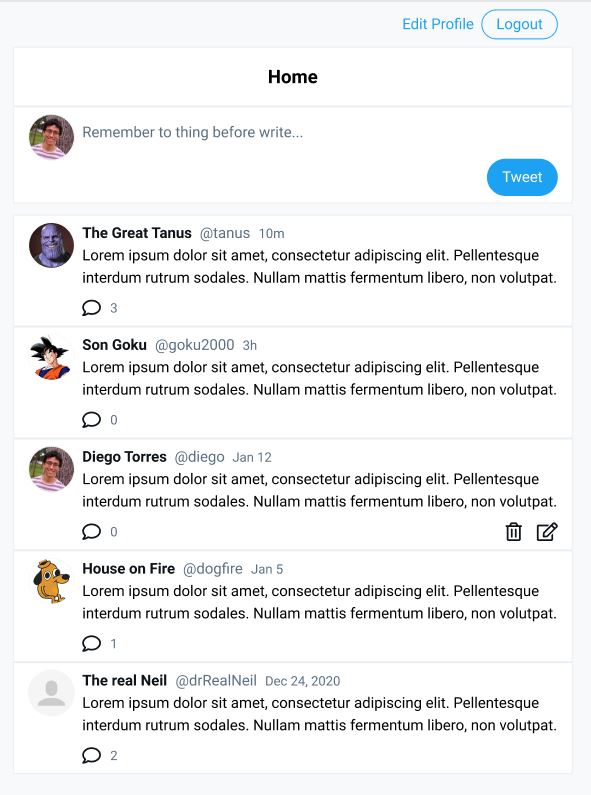 Edit Profile Logout
Home
Remember to thing before write...
Tweet
The Great Tanus @tanus 10m
Lorem ipsum dolor sit amet, consectetur adipiscing elit. Pellentesque
interdum rutrum sodales. Nullam mattis fermentum libero, non volutpat.
3
Son Goku @goku2000 3h
Lorem ipsum dolor sit amet, consectetur adipiscing elit. Pellentesque
interdum rutrum sodales. Nullam mattis fermentum libero, non volutpat.
0
Diego Torres @diego Jan 12
Lorem ipsum dolor sit amet, consectetur adipiscing elit. Pellentesque
interdum rutrum sodales. Nullam mattis fermentum libero, non volutpat.
0
House on Fire @dogfire Jan 5
Lorem ipsum dolor sit amet, consectetur adipiscing elit. Pellentesque
interdum rutrum sodales. Nullam mattis fermentum libero, non volutpat.
1
The real Neil @drRealNeil Dec 24, 2020
Lorem ipsum dolor sit amet, consectetur adipiscing elit. Pellentesque
interdum rutrum sodales. Nullam mattis fermentum libero, non volutpat.
2